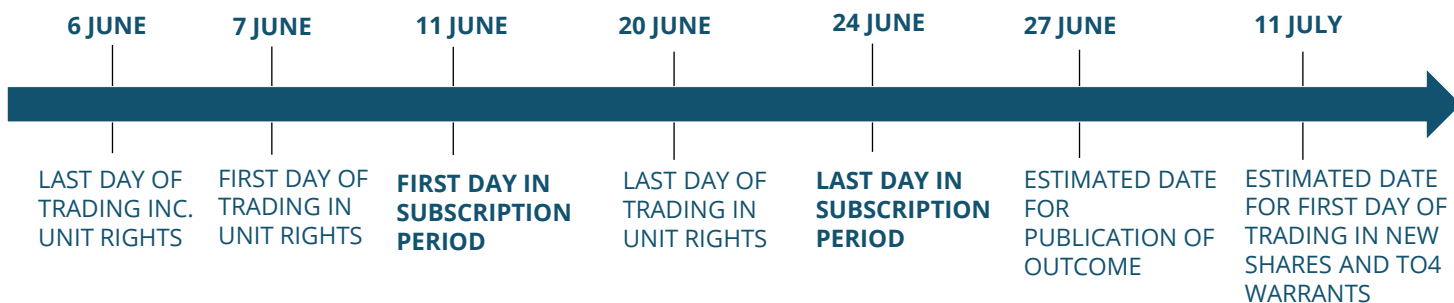 6 JUNE
7 JUNE
11 JUNE
20 JUNE
24 JUNE
27 JUNE
11 JULY
LAST DAY OF
TRADING INC.
UNIT RIGHTS
FIRST DAY OF
TRADING IN
UNIT RIGHTS
FIRST DAY IN
SUBSCRIPTION
PERIOD
LAST DAY OF
TRADING IN
UNIT RIGHTS
LAST DAY IN
SUBSCRIPTION
PERIOD
ESTIMATED DATE
FOR
PUBLICATION OF
OUTCOME
ESTIMATED DATE
FOR FIRST DAY OF
TRADING IN NEW
SHARES AND TO4
WARRANTS